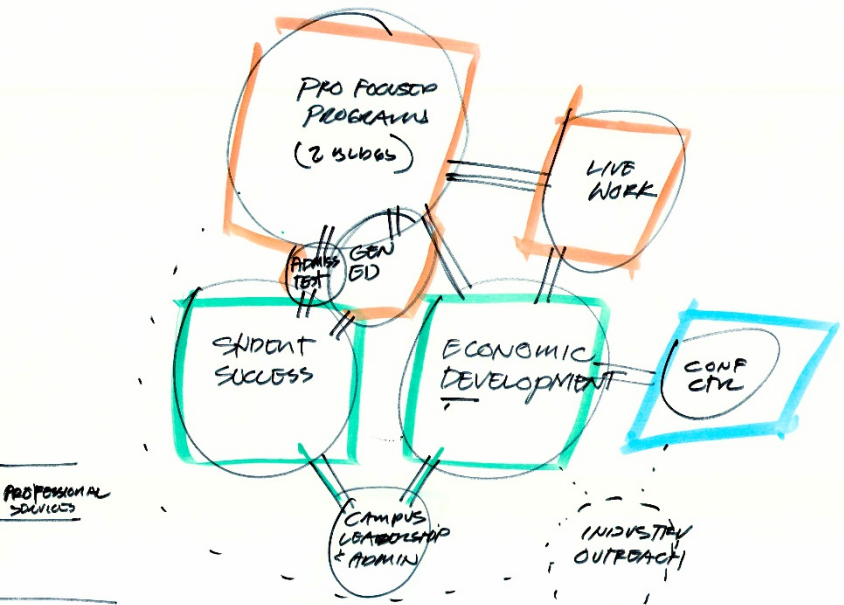 PRO FOCUSED
PROGRAMS
(2 BLDGS)
LIVE
WORK
ADMISS
TEST
GEN
ED
STUDENT
SUCCESS
ECONOMIC
DEVELOPMENT
CONF
CTR
PROFESSIONAL
SERVICES
CAMPUS
LEADERSHIP
& ADMIN
INDUSTRY
OUTREACH